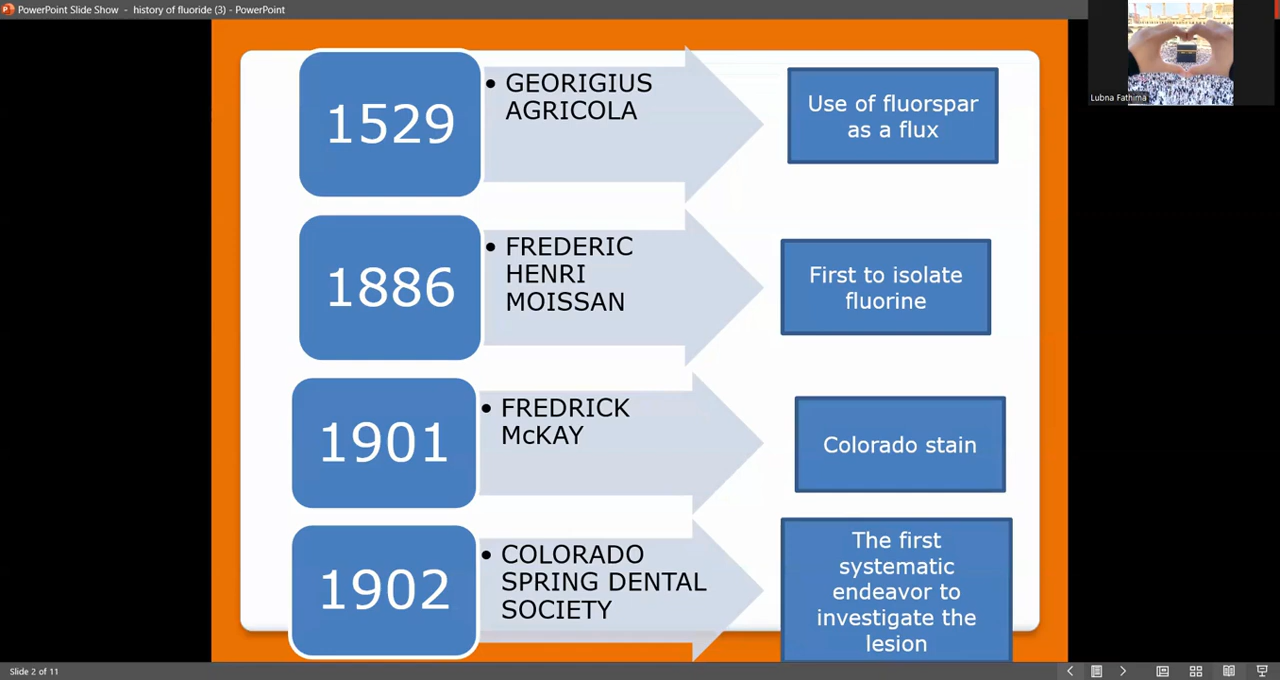 PowerPoint Slide Show - history of fluoride (3) - PowerPoint
Lubna Fathima
1529
• GEORIGIUS
AGRICOLA
Use of fluorspar
as a flux
1886
• FREDERIC
HENRI
MOISSAN
First to isolate
fluorine
1901
• FREDRICK
McKAY
Colorado stain
1902
• COLORADO
SPRING DENTAL
SOCIETY
The first
systematic
endeavor to
investigate the
lesion
Slide 2 of 11